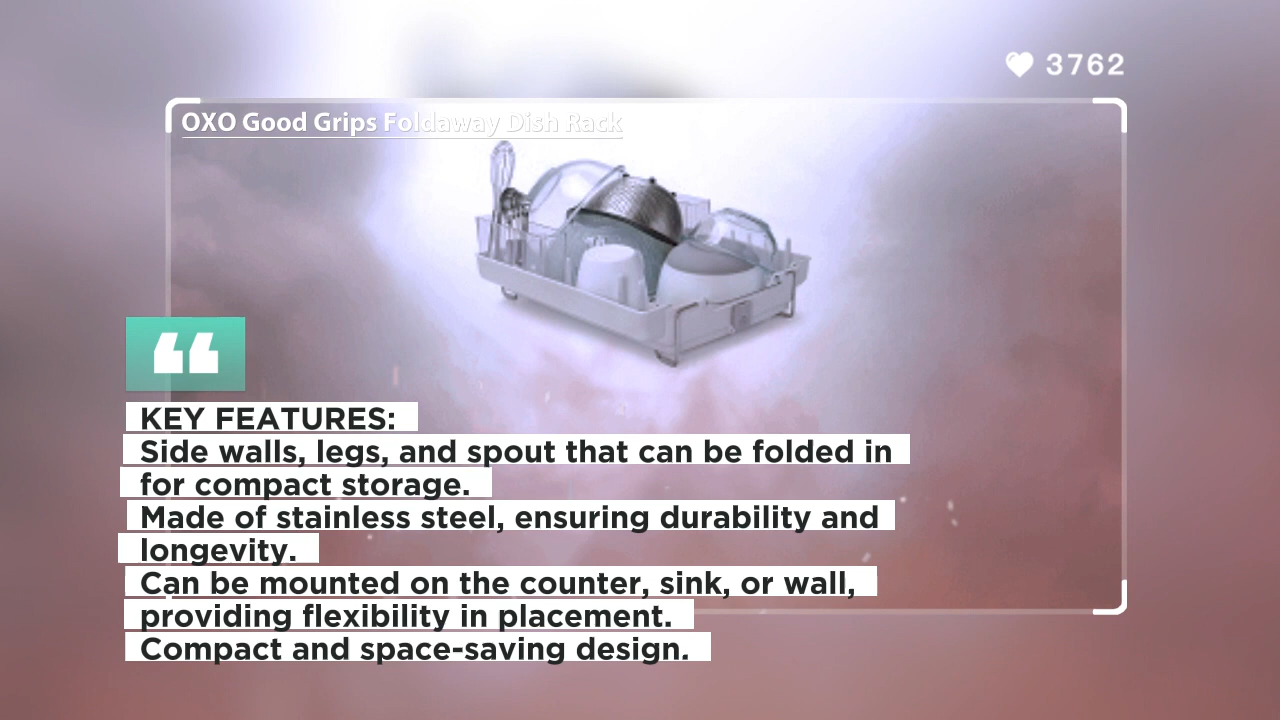 3762
OXO Good Grips Foldaway Dish Rack
KEY FEATURES:
Side walls, legs, and spout that can be folded in
for compact storage.
Made of stainless steel, ensuring durability and
longevity.
Can be mounted on the counter, sink, or wall,
providing flexibility in placement.
Compact and space-saving design.